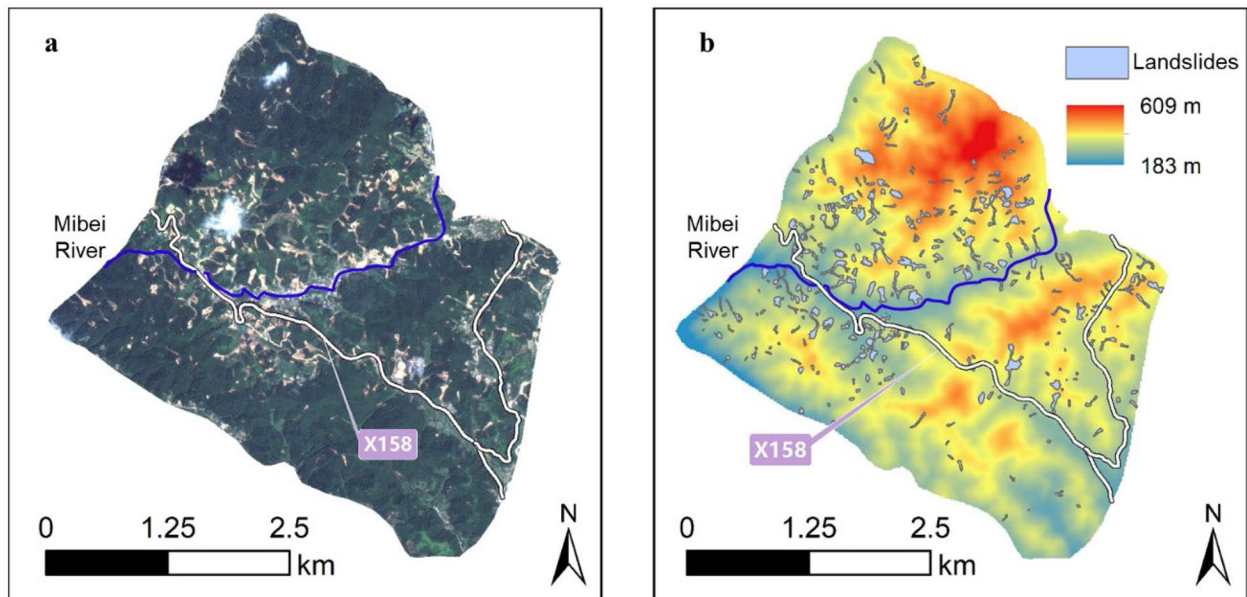 a
Mibei
River
X158
0
1.25
2.5
km
N
b
Landslides
609 m
183 m
Mibei
River
X158
0
1.25
2.5
km
N